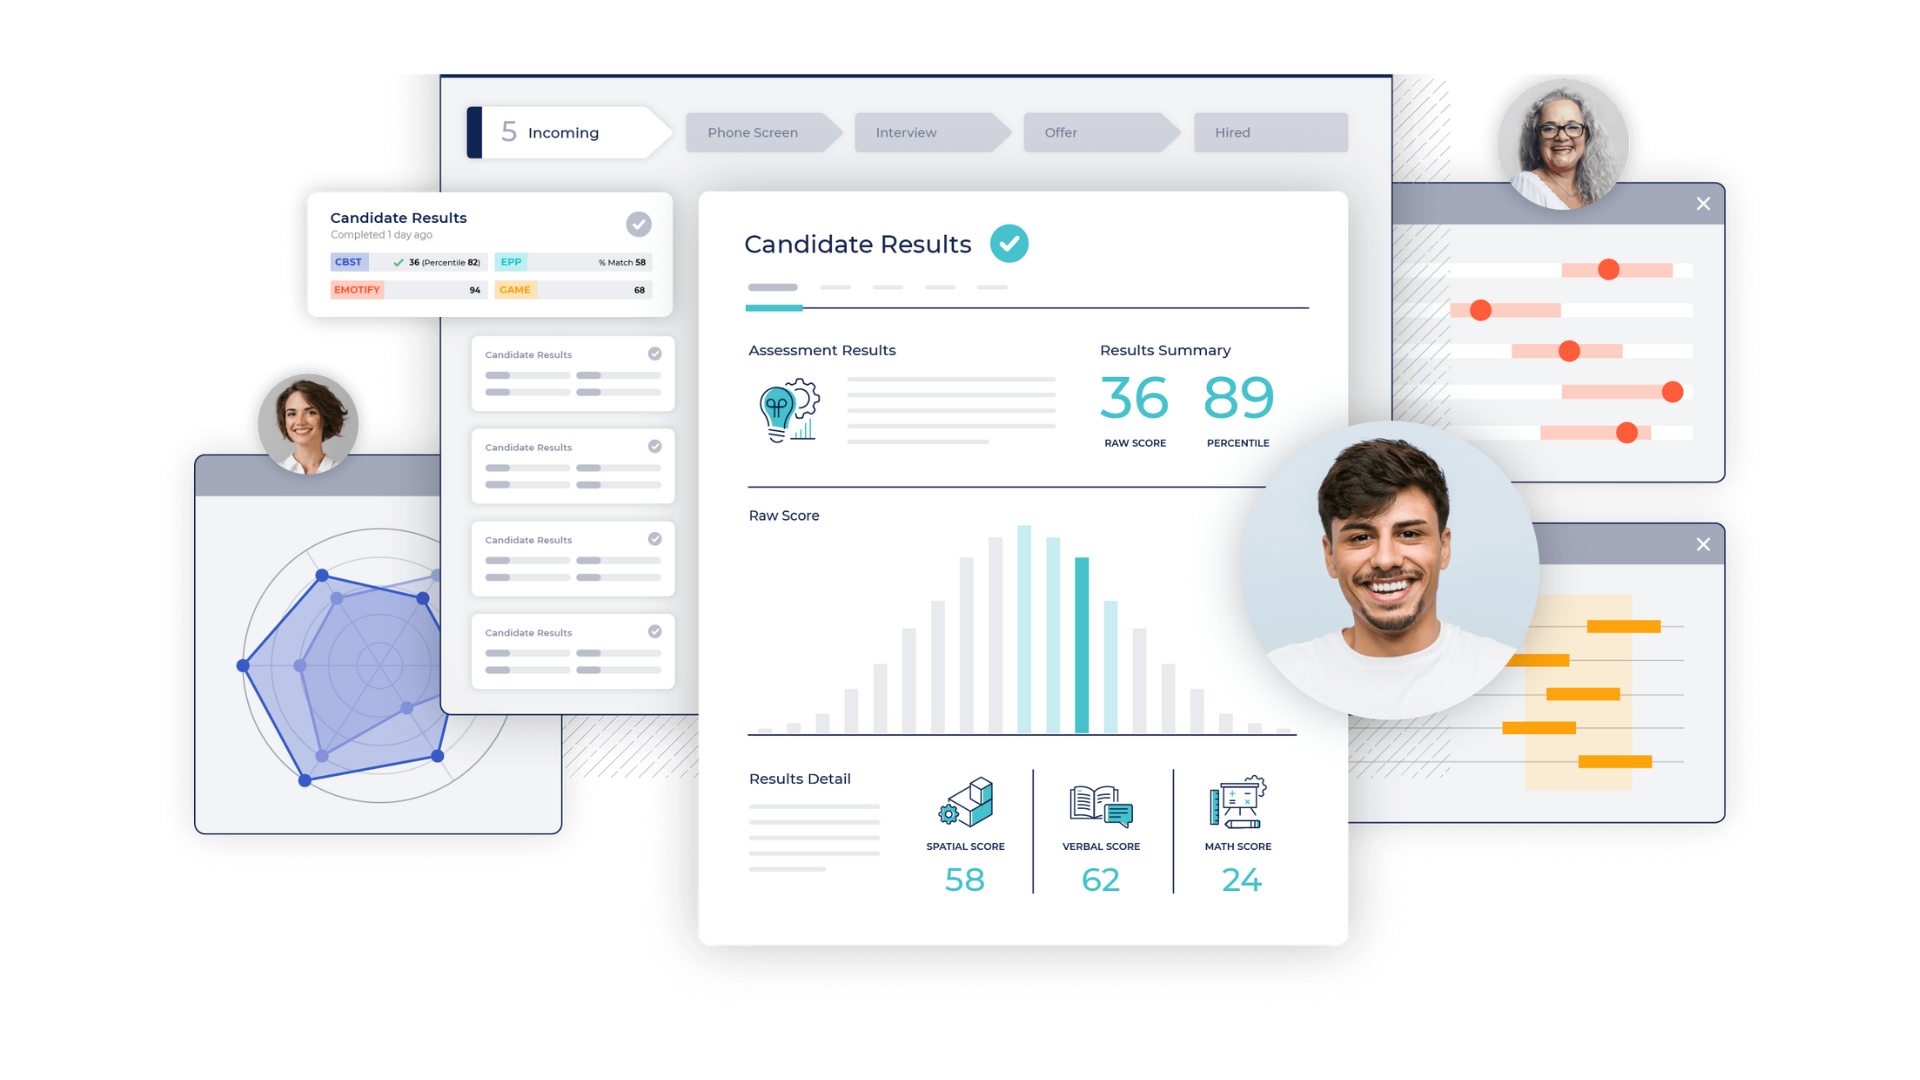 5 Incoming
Phone Screen
Interview
Offer
Hired
Candidate Results
Completed 1 day ago
CBST 36 (Percentile 82)
EPP % Match 58
EMOTIFY 94
GAME 68
Candidate Results
Candidate Results
Candidate Results
Candidate Results
Candidate Results
Assessment Results
Results Summary
36 89
RAW SCORE PERCENTILE
Raw Score
Results Detail
SPATIAL SCORE
58
VERBAL SCORE
62
MATH SCORE
24